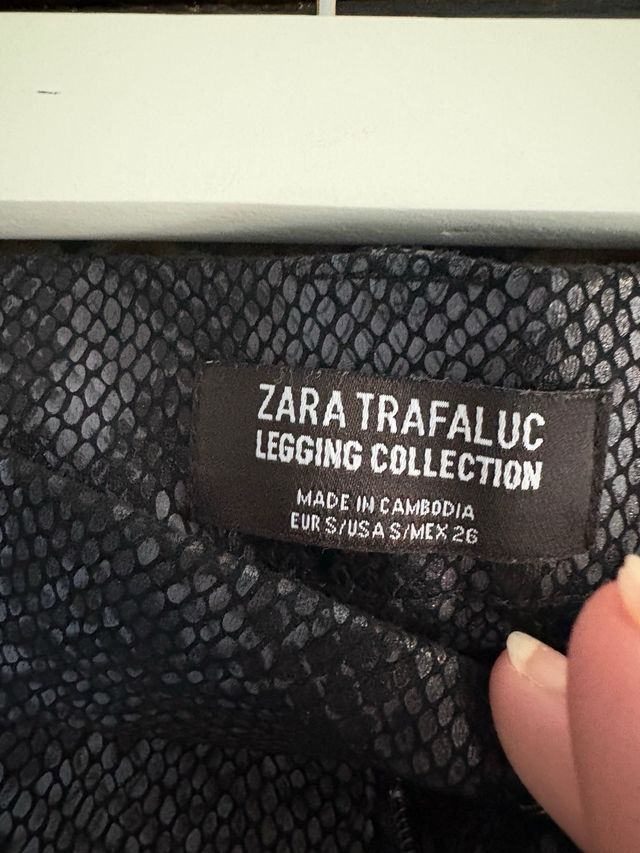 ZARA TRAFALUC
LEGGING COLLECTION
MADE IN CAMBODIA
EUR S/USA S/MEX 26